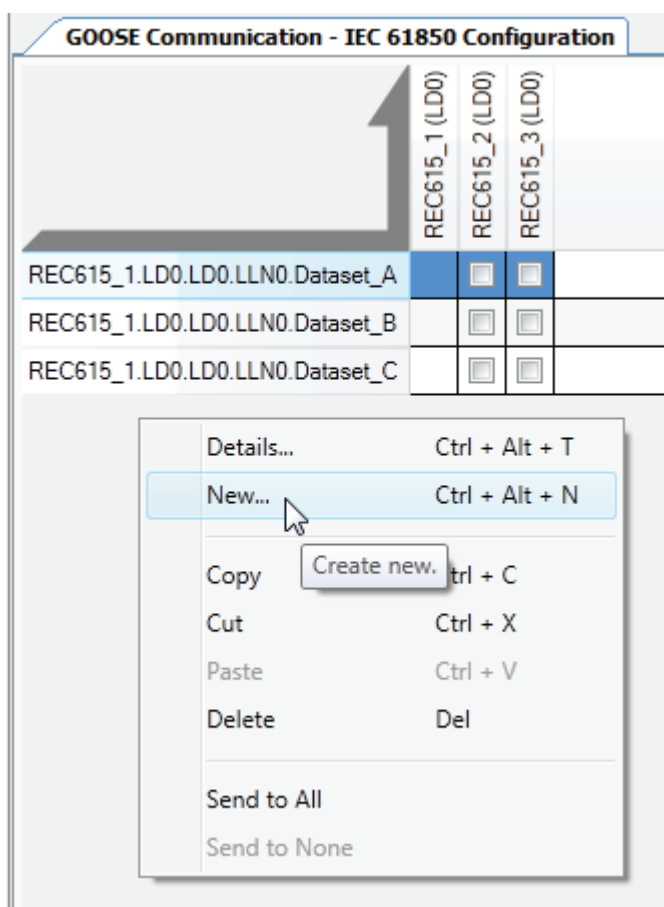 GOOSE Communication - IEC 61850 Configuration
REC615_1 (LD0)
REC615_2 (LD0)
REC615_3 (LD0)
REC615_1.LD0.LD0.LLN0.Dataset_A
REC615_1.LD0.LD0.LLN0.Dataset_B
REC615_1.LD0.LD0.LLN0.Dataset_C
Details... Ctrl + Alt + T
New... Ctrl + Alt + N
Create new.
Copy trl + C
Cut Ctrl + X
Paste Ctrl + V
Delete Del
Send to All
Send to None